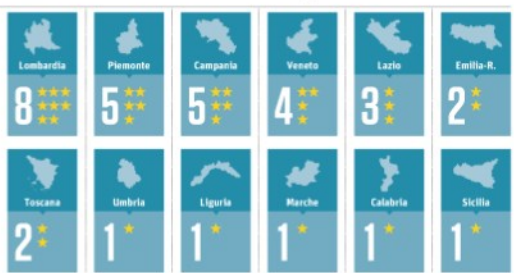 Lombardia Piemonte Campania Veneto Lazio Emilia-R.
8 5 5 4 3 2
Toscana Umbria Liguria Marche Calabria Sicilia
2 1 1 1 1 1